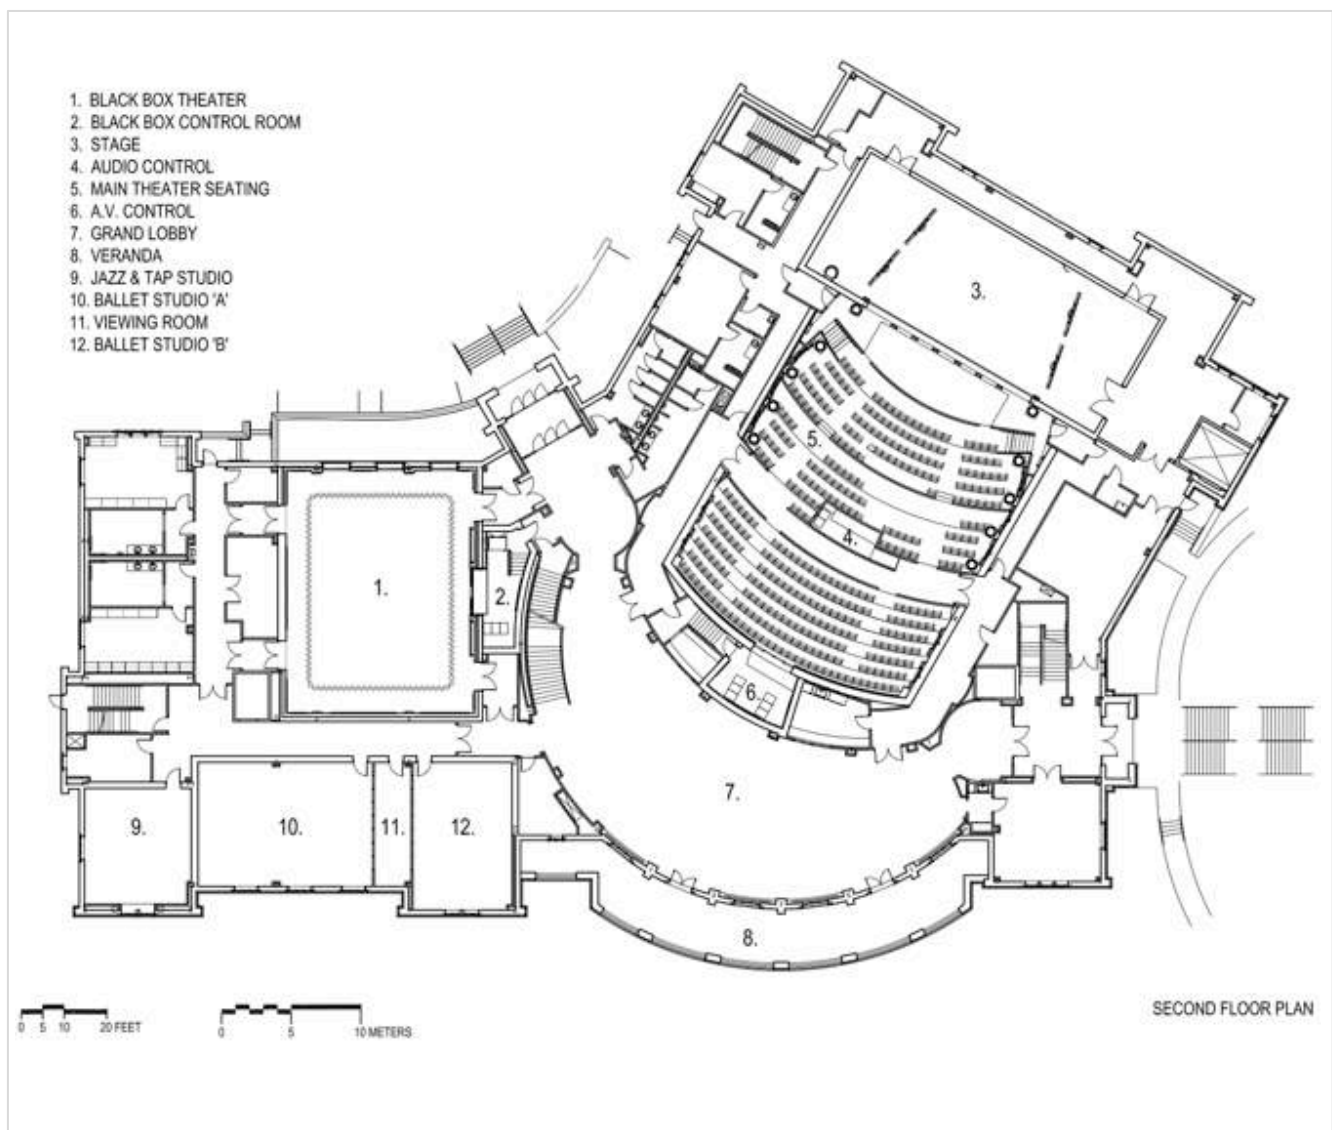 1. BLACK BOX THEATER
2. BLACK BOX CONTROL ROOM
3. STAGE
4. AUDIO CONTROL
5. MAIN THEATER SEATING
6. A.V. CONTROL
7. GRAND LOBBY
8. VERANDA
9. JAZZ & TAP STUDIO
10. BALLET STUDIO 'A'
11. VIEWING ROOM
12. BALLET STUDIO 'B'
3.
5.
4.
1.
2.
6.
7.
9.
10.
11.
12.
8.
SECOND FLOOR PLAN
0 5 10 20 FEET
0 5 10 METERS